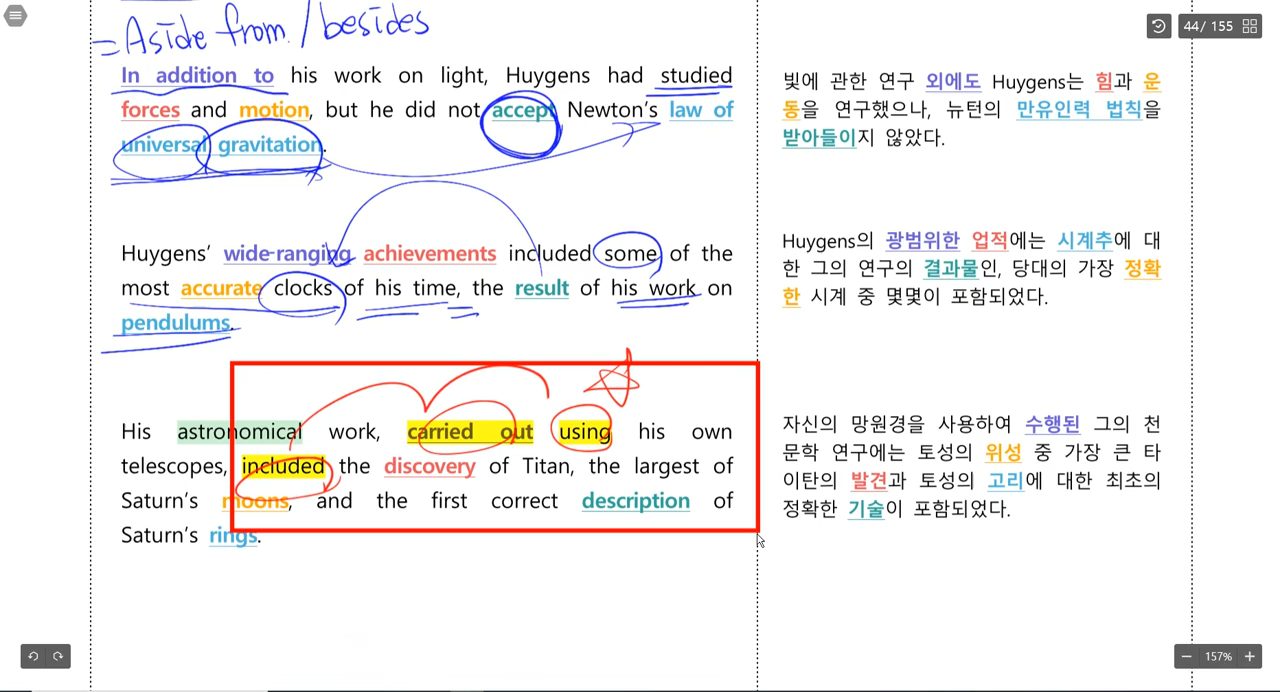 = Aside from / besides
44/ 155
In addition to his work on light, Huygens had studied
forces and motion, but he did not accept Newton's law of
universal gravitation.
빛에 관한 연구 외에도 Huygens는 힘과 운
동을 연구했으나, 뉴턴의 만유인력 법칙을
받아들이지 않았다.
Huygens' wide-ranging achievements included some of the
most accurate clocks of his time, the result of his work on
pendulums.
Huygens의 광범위한 업적에는 시계추에 대
한 그의 연구의 결과물인, 당대의 가장 정확
한 시계 중 몇몇이 포함되었다.
His astronomical work, carried out using his own
telescopes, included the discovery of Titan, the largest of
Saturn's moons, and the first correct description of
Saturn's rings.
자신의 망원경을 사용하여 수행된 그의 천
문학 연구에는 토성의 위성 중 가장 큰 타
이탄의 발견과 토성의 고리에 대한 최초의
정확한 기술이 포함되었다.
157%